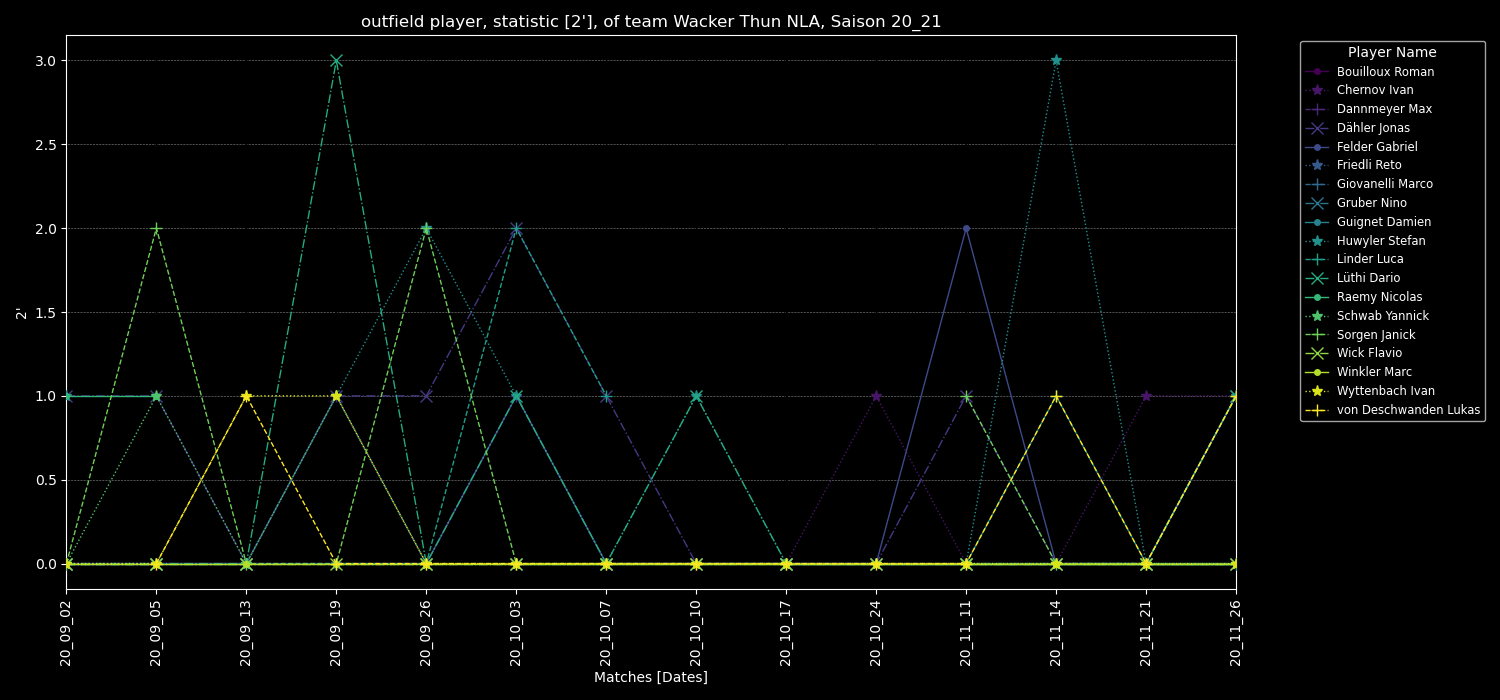 outfield player, statistic [2'], of team Wacker Thun NLA, Saison 20_21
3.0
2.5
2.0
1.5
1.0
0.5
0.0
2'
20_09_02
20_09_05
20_09_13
20_09_19
20_09_26
20_10_03
20_10_07
20_10_10
20_10_17
20_10_24
20_11_11
20_11_14
20_11_21
20_11_26
Matches [Dates]
Player Name
Bouilloux Roman
Chernov Ivan
Dannmeyer Max
Dähler Jonas
Felder Gabriel
Friedli Reto
Giovanelli Marco
Gruber Nino
Guignet Damien
Huwyler Stefan
Linder Luca
Lüthi Dario
Raemy Nicolas
Schwab Yannick
Sorgen Janick
Wick Flavio
Winkler Marc
Wyttenbach Ivan
von Deschwanden Lukas